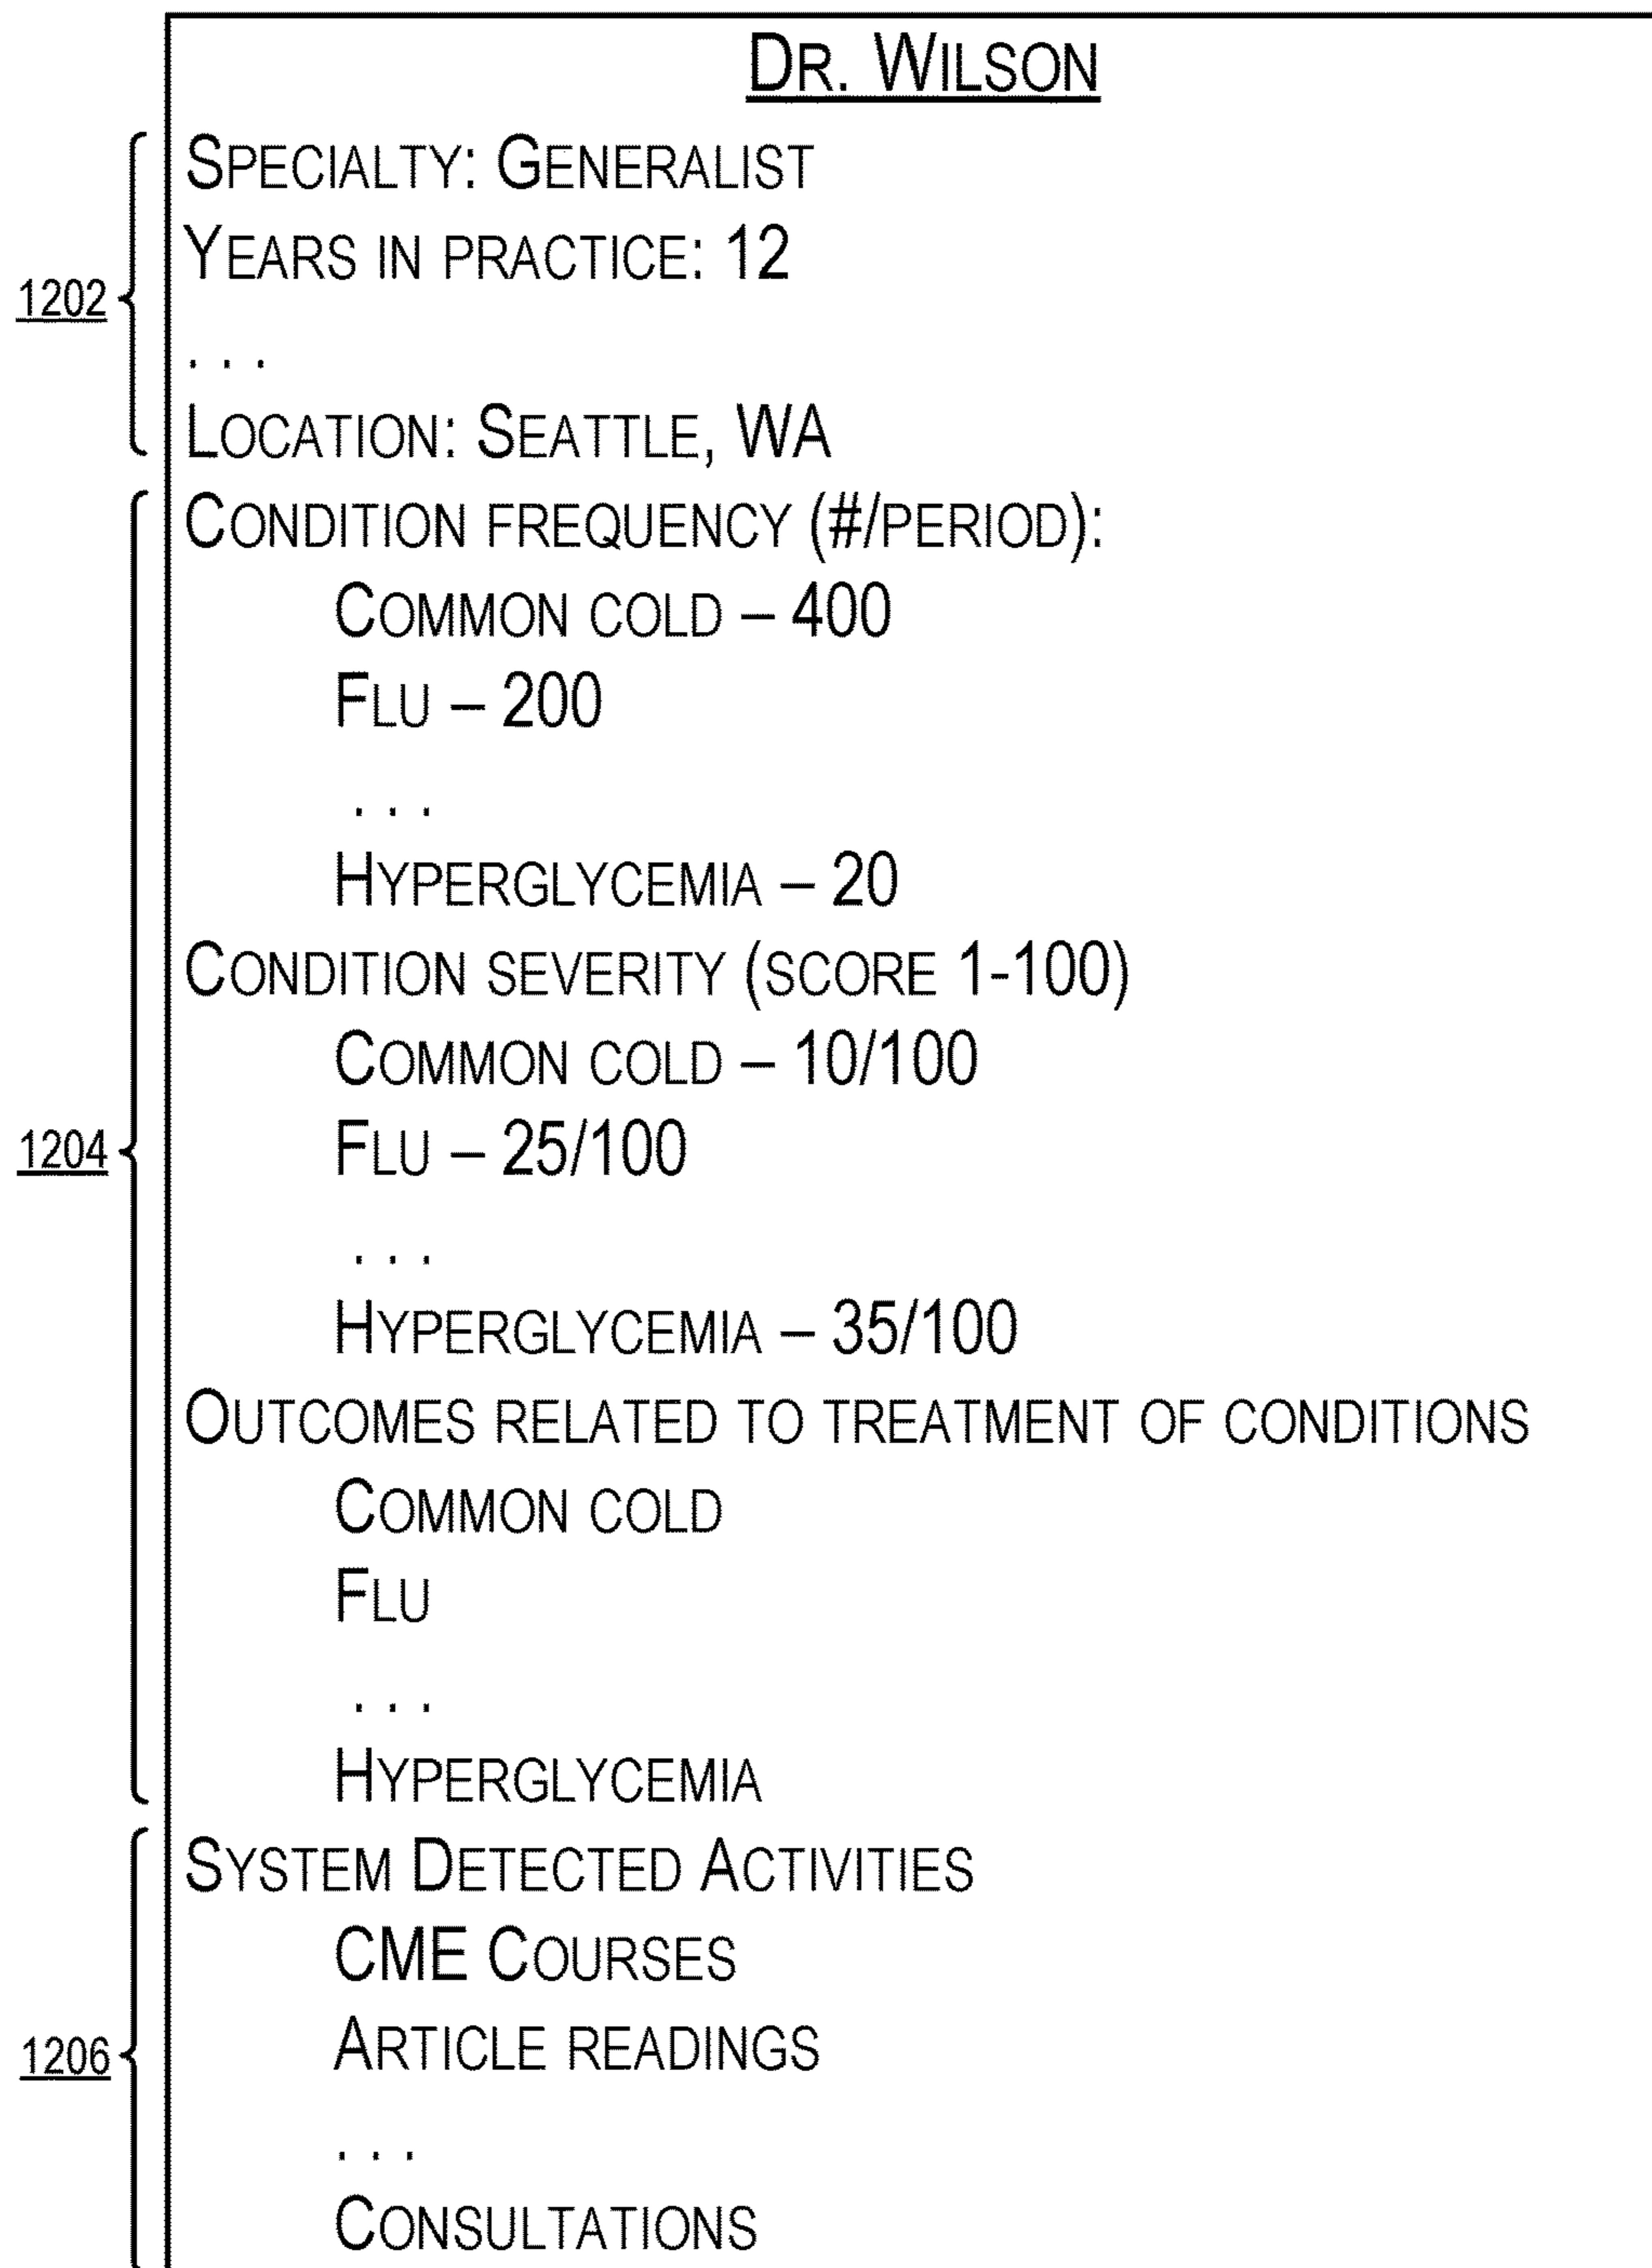 DR. WILSON
SPECIALTY: GENERALIST
YEARS IN PRACTICE: 12
1202
. . .
LOCATION: SEATTLE, WA
CONDITION FREQUENCY (#/PERIOD):
COMMON COLD – 400
FLU – 200
. . .
HYPERGLYCEMIA – 20
CONDITION SEVERITY (SCORE 1-100)
COMMON COLD – 10/100
1204
FLU – 25/100
. . .
HYPERGLYCEMIA – 35/100
OUTCOMES RELATED TO TREATMENT OF CONDITIONS
COMMON COLD
FLU
. . .
HYPERGLYCEMIA
SYSTEM DETECTED ACTIVITIES
CME COURSES
1206
ARTICLE READINGS
. . .
CONSULTATIONS